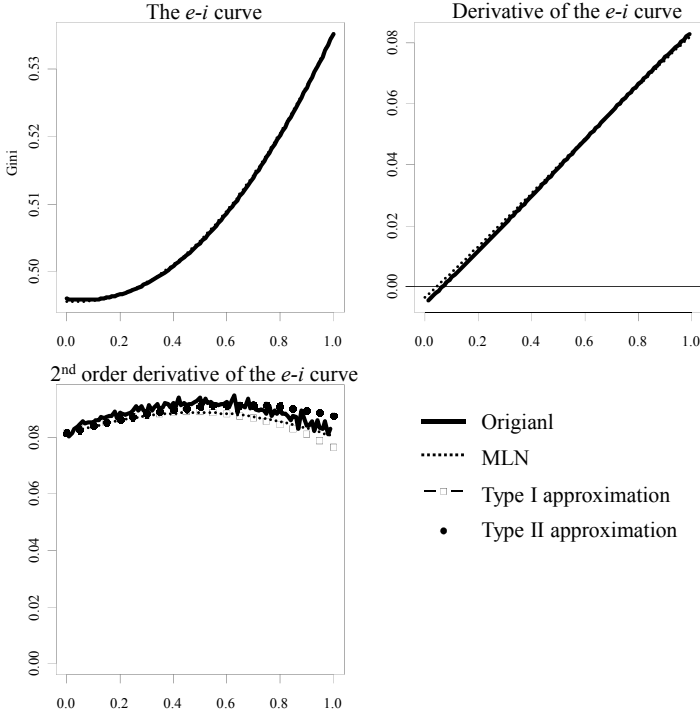 The e-i curve
Gini
0.53
0.52
0.51
0.50
0.0 0.2 0.4 0.6 0.8 1.0
Derivative of the e-i curve
0.08
0.06
0.04
0.02
0.00
0.0 0.2 0.4 0.6 0.8 1.0
2nd order derivative of the e-i curve
0.08
0.06
0.04
0.02
0.00
0.0 0.2 0.4 0.6 0.8 1.0
Origianl
MLN
Type I approximation
Type II approximation